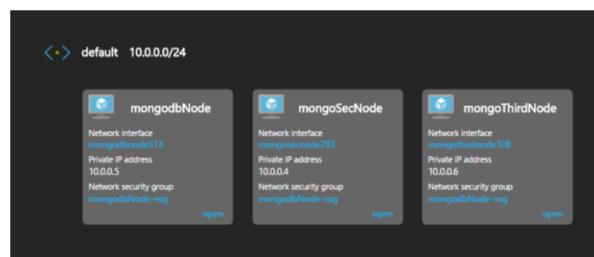 default 10.0.0.0/24
mongodbNode
Network interface
mongodbnode513
Private IP address
10.0.0.5
Network security group
mongodbNode-nsg
open
mongoSecNode
Network interface
mongosecnode293
Private IP address
10.0.0.4
Network security group
mongodbNode-nsg
open
mongoThirdNode
Network interface
mongothirdnode108
Private IP address
10.0.0.6
Network security group
mongodbNode-nsg
open